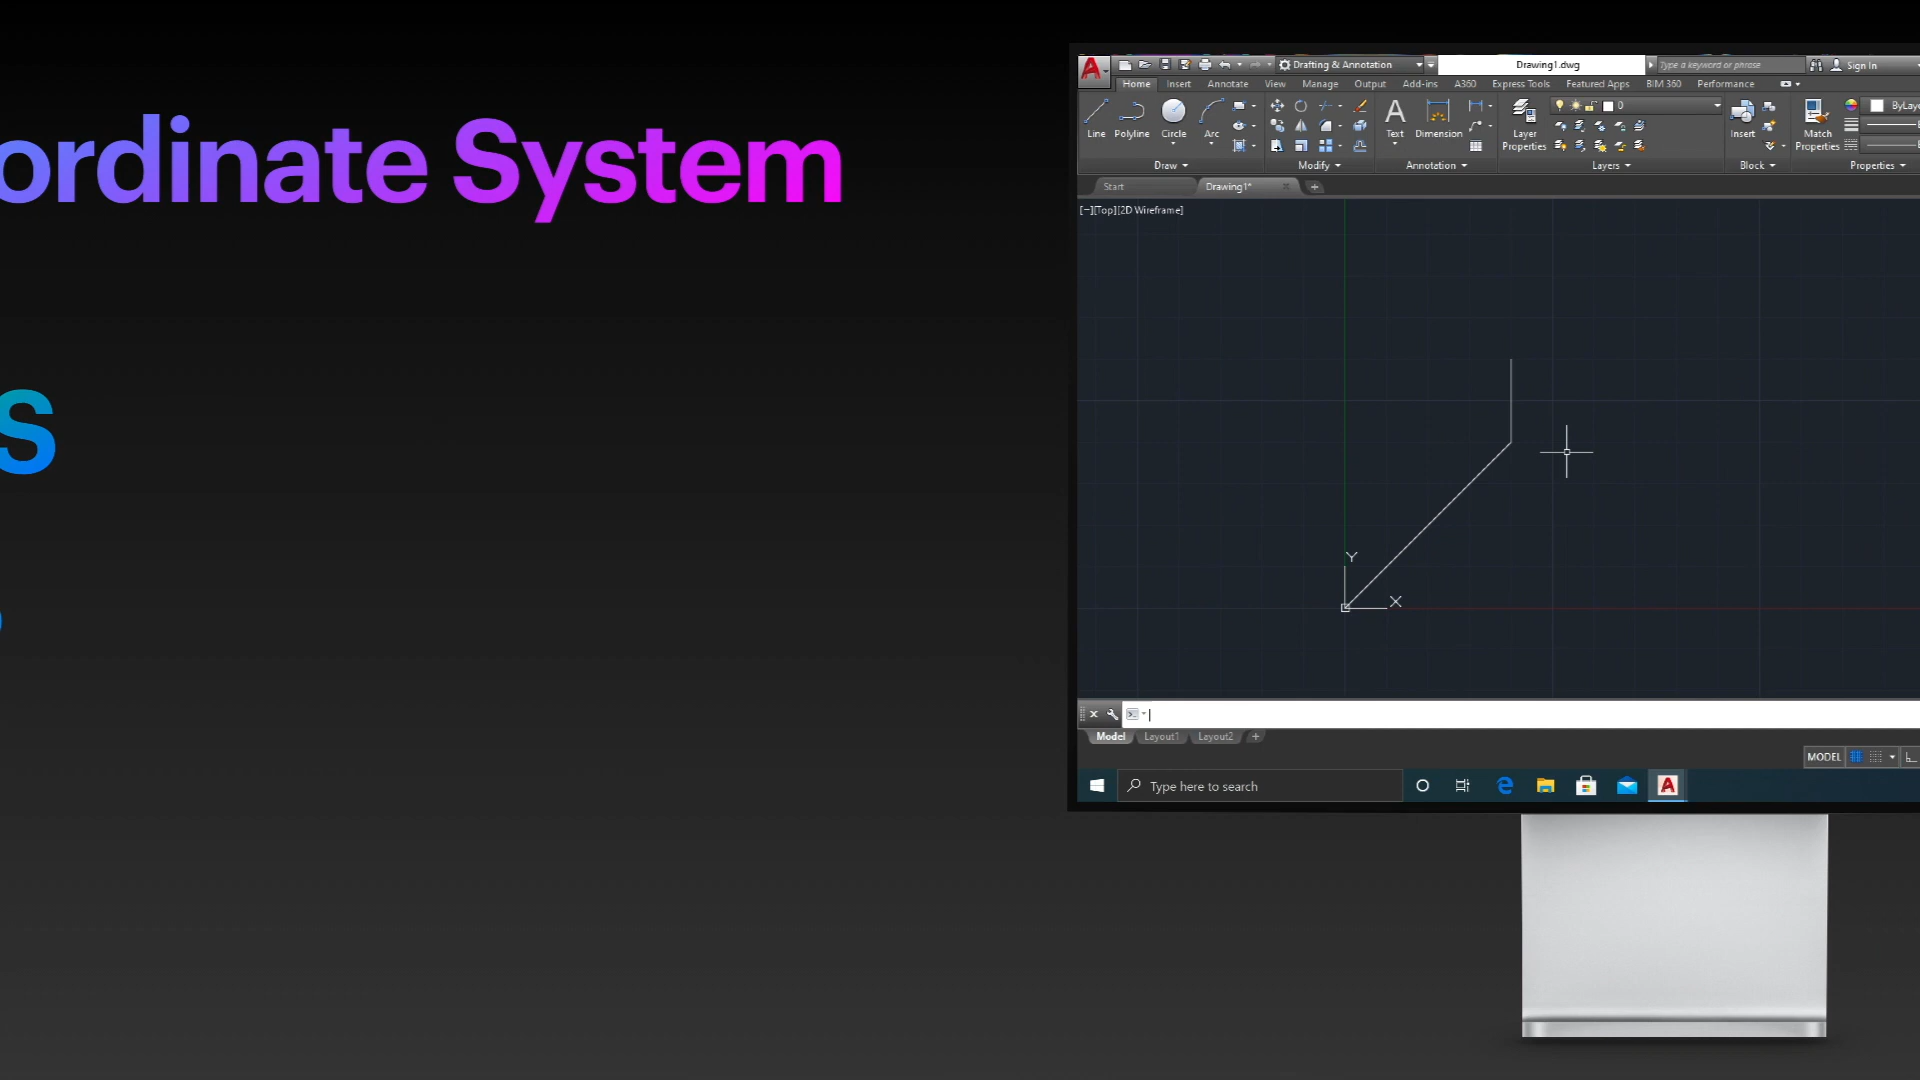 ordinate System
S
Drafting & Annotation
Drawing1.dwg
Type a keyword or phrase
Sign In
Home
Insert
Annotate
View
Manage
Output
Add-ins
A360
Express Tools
Featured Apps
BIM 360
Performance
Line
Polyline
Circle
Arc
Text
Dimension
Layer
Properties
0
Insert
Match
Properties
ByLaye
Draw
Modify
Annotation
Layers
Block
Properties
Start
Drawing1*
[−][Top][2D Wireframe]
Y
X
Model
Layout1
Layout2
MODEL
Type here to search